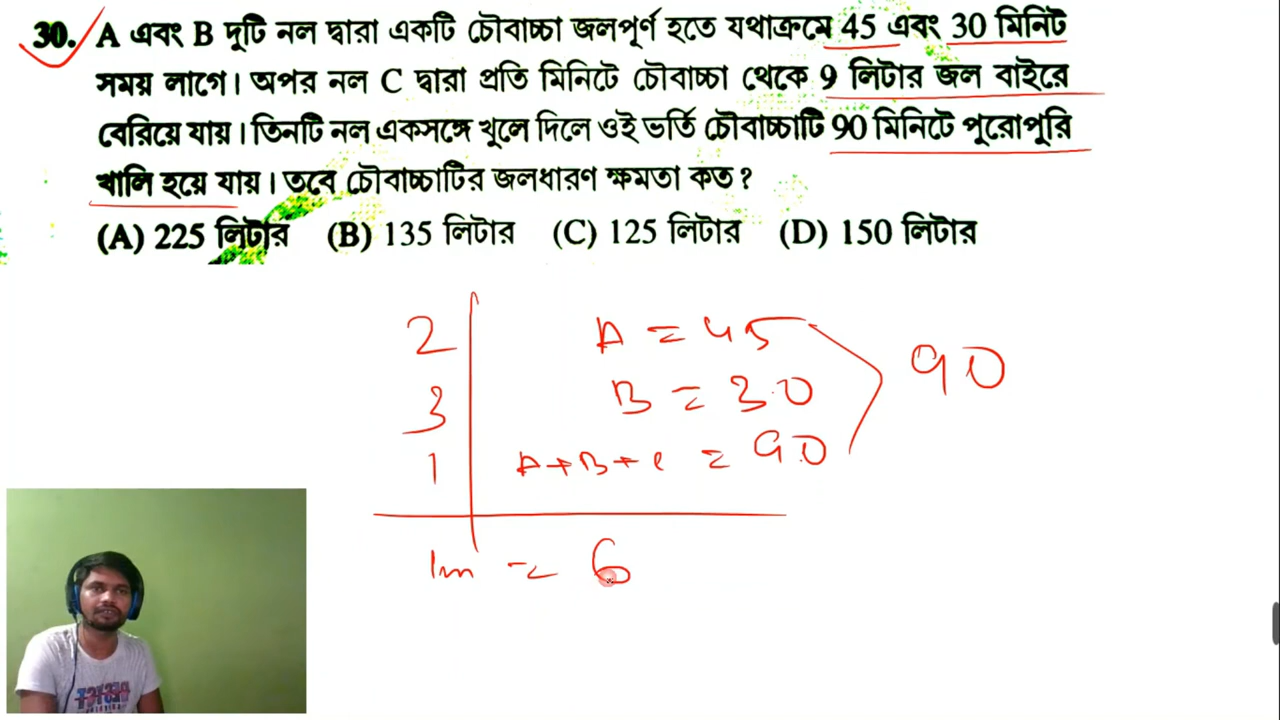 30. A এবং B দুটি নল দ্বারা একটি চৌবাচ্চা জলপূর্ণ হতে যথাক্রমে 45 এবং 30 মিনিট
সময় লাগে। অপর নল C দ্বারা প্রতি মিনিটে চৌবাচ্চা থেকে 9 লিটার জল বাইরে
বেরিয়ে যায়। তিনটি নল একসঙ্গে খুলে দিলে ওই ভর্তি চৌবাচ্চাটি 90 মিনিটে পুরোপুরি
খালি হয়ে যায়। তবে চৌবাচ্চাটির জলধারণ ক্ষমতা কত?
(A) 225 লিটার (B) 135 লিটার (C) 125 লিটার (D) 150 লিটার
2 A = 45
3 B = 30 90
1 A+B+C = 90
1m = 6